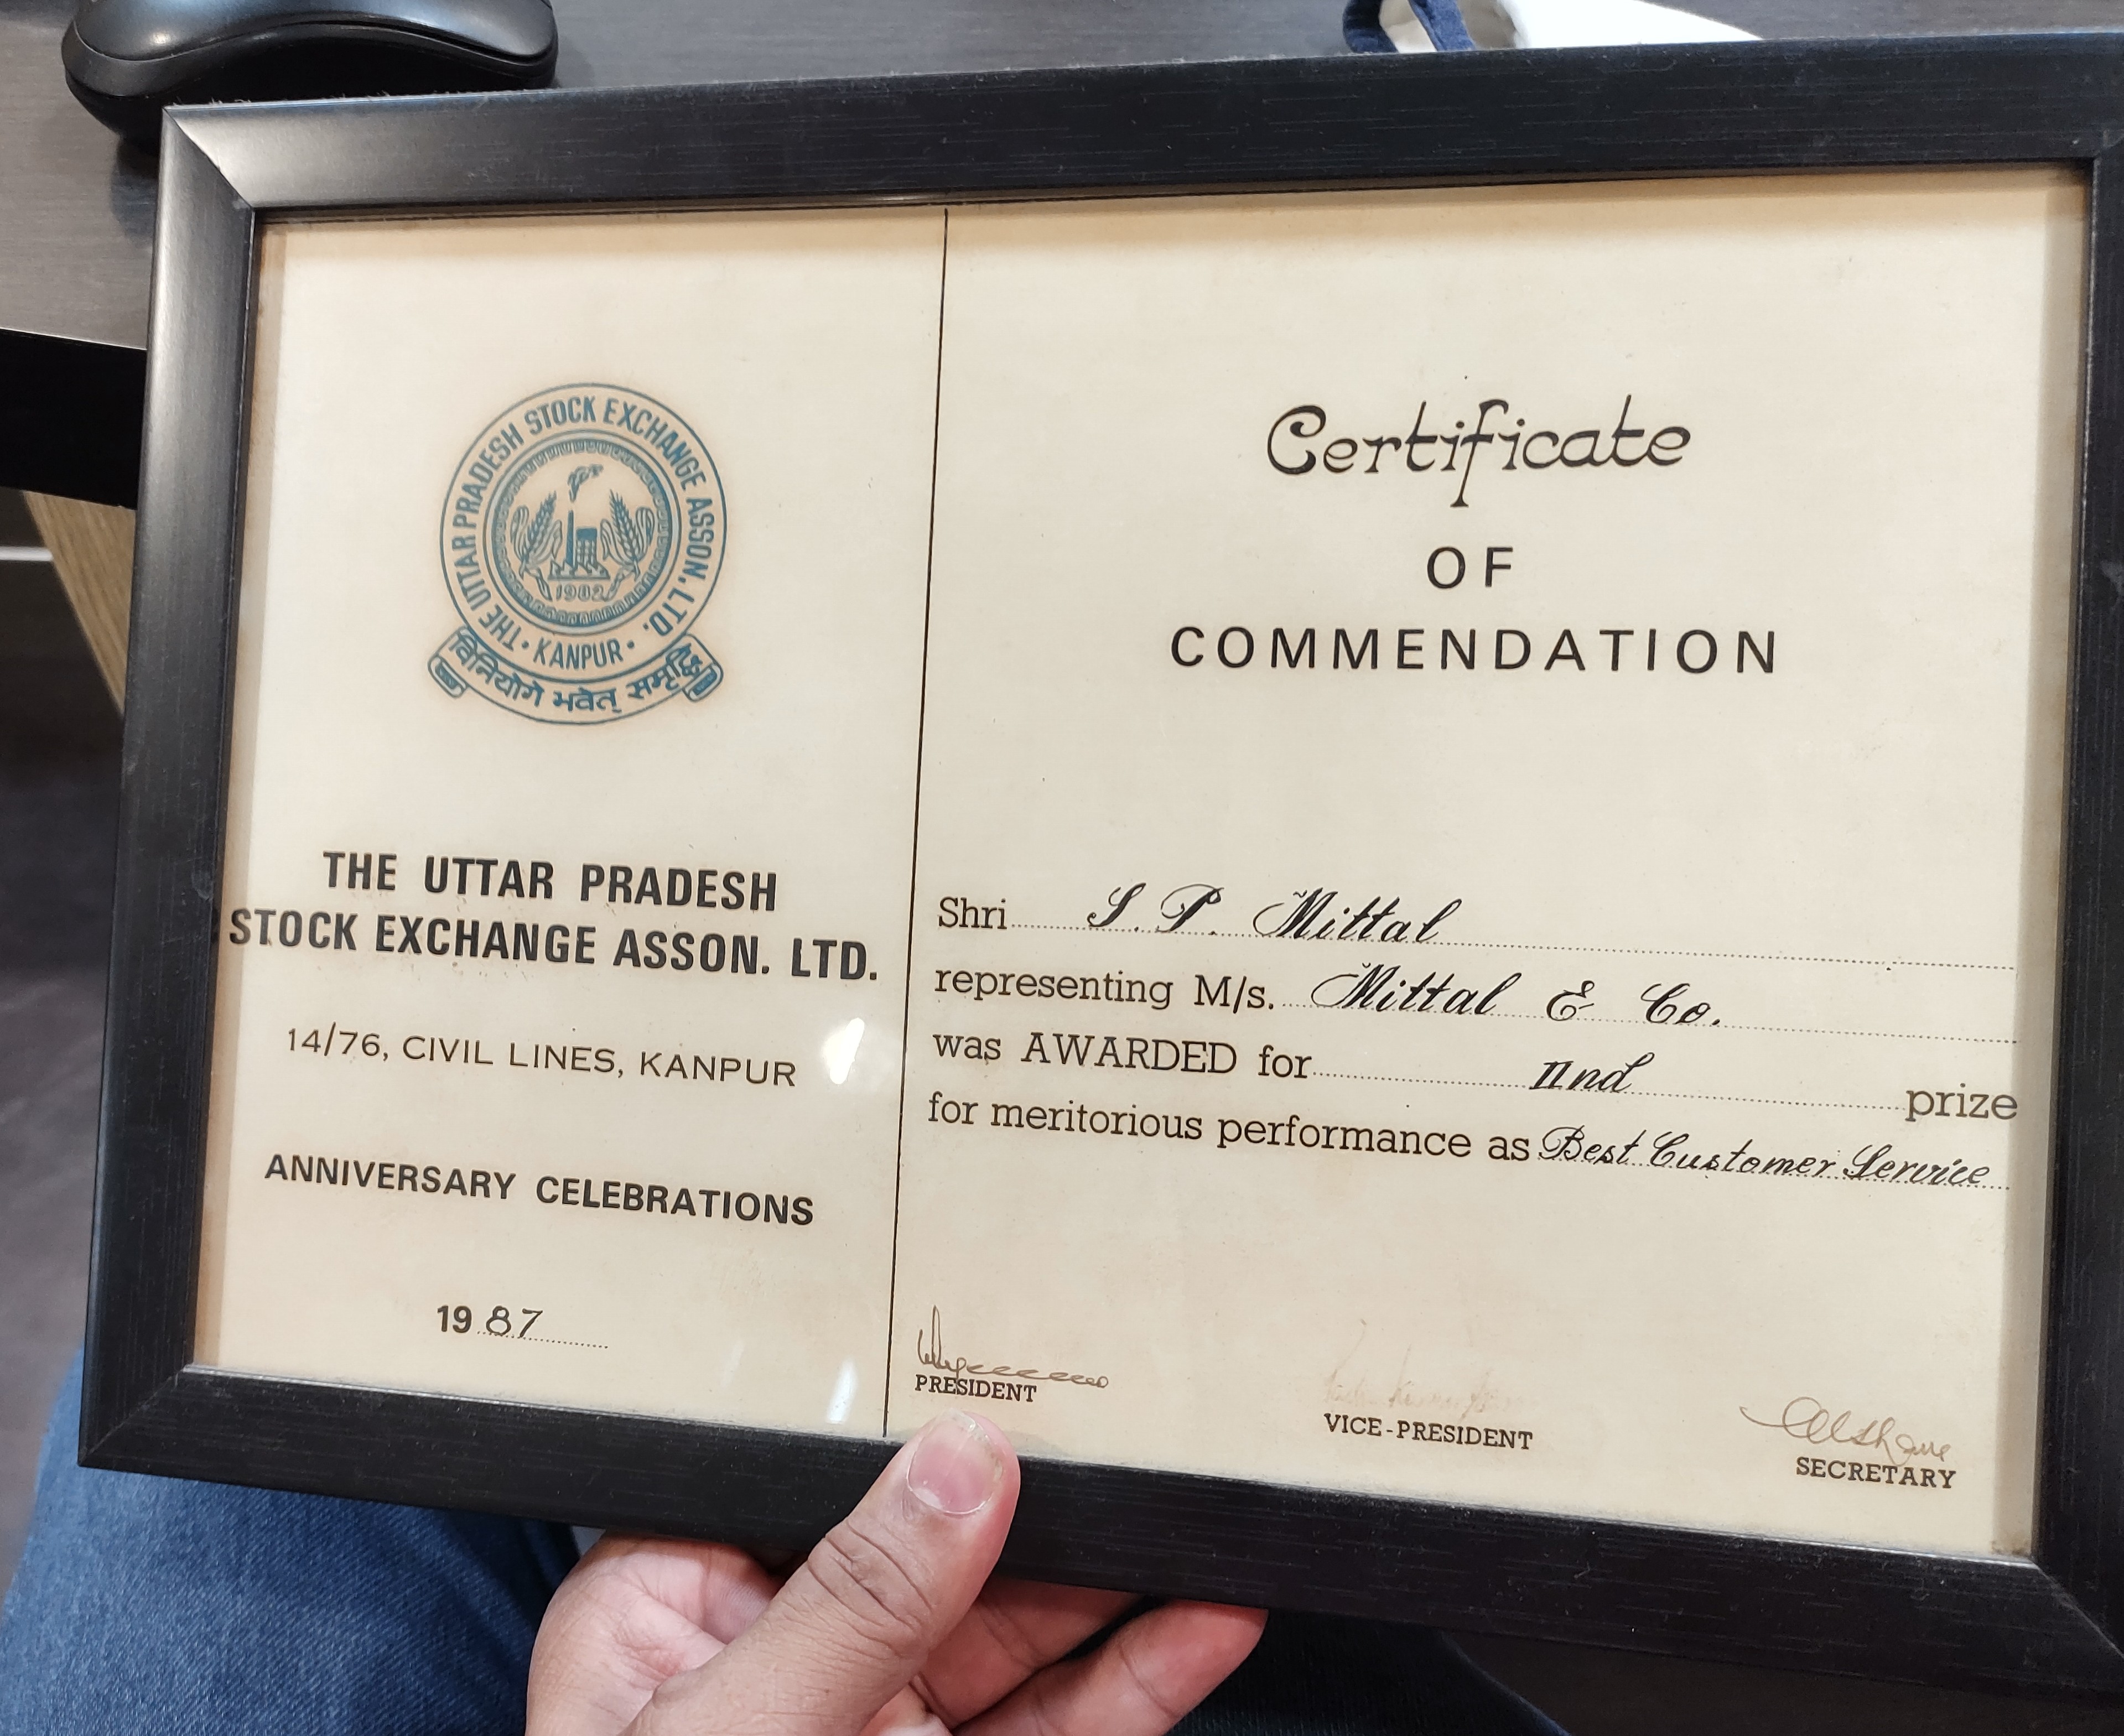 THE UTTAR PRADESH STOCK EXCHANGE ASSON. LTD.
1982
• KANPUR •
विनियोगे भवेत् समृद्धि
THE UTTAR PRADESH
STOCK EXCHANGE ASSON. LTD.
14/76, CIVIL LINES, KANPUR
ANNIVERSARY CELEBRATIONS
1987
Certificate
OF
COMMENDATION
Shri S. P. Mittal
representing M/s. Mittal & Co.
was AWARDED for IInd prize
for meritorious performance as Best Customer Service
PRESIDENT
VICE-PRESIDENT
SECRETARY